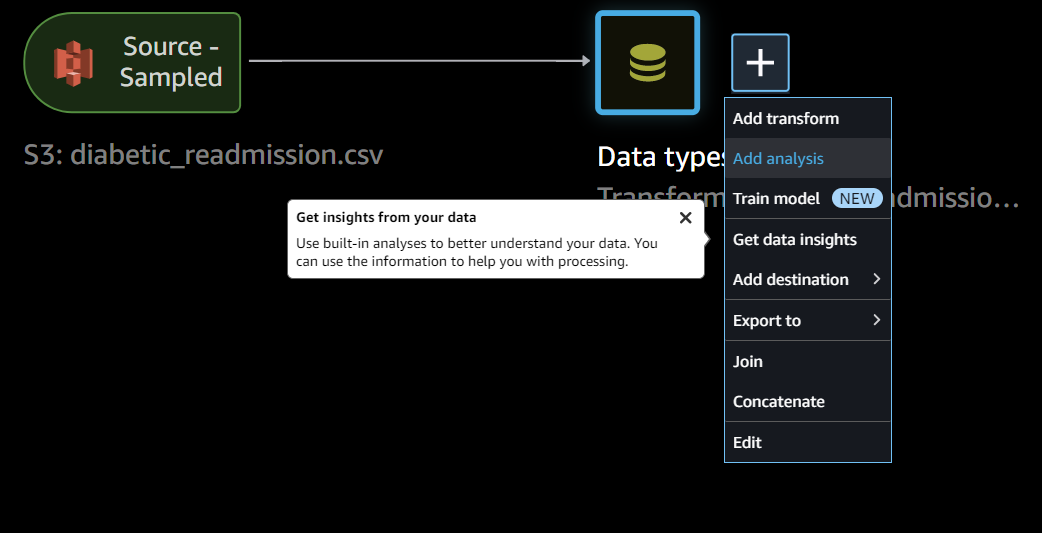 Source -
Sampled
S3: diabetic_readmission.csv
Data types
Transform
dmissio…
Add transform
Add analysis
Train model NEW
Get data insights
Add destination
Export to
Join
Concatenate
Edit
Get insights from your data
Use built-in analyses to better understand your data. You
can use the information to help you with processing.